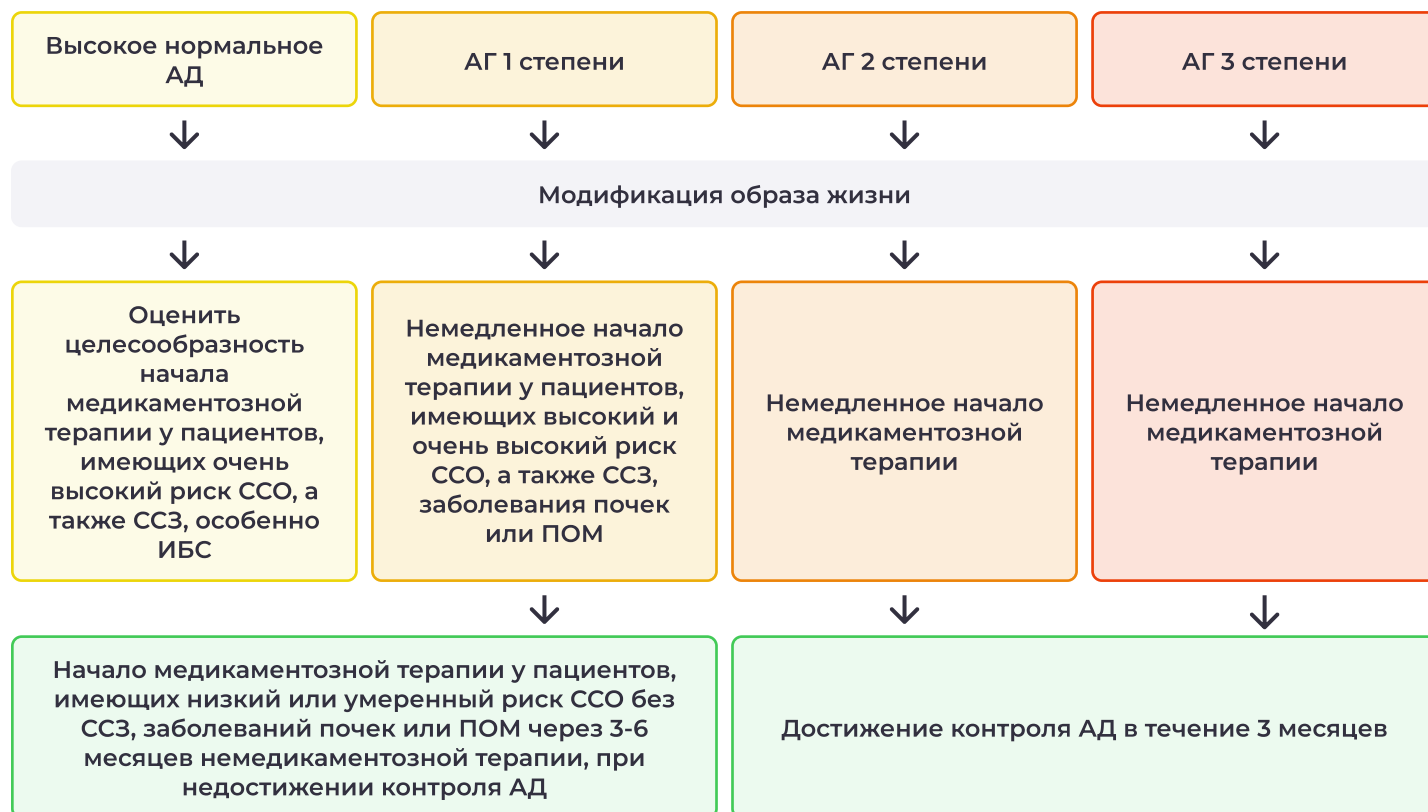 Высокое нормальное
АД
АГ 1 степени
АГ 2 степени
АГ 3 степени
Модификация образа жизни
Оценить
целесообразность
начала
медикаментозной
терапии у пациентов,
имеющих очень
высокий риск ССО, а
также ССЗ, особенно
ИБС
Немедленное начало
медикаментозной
терапии у пациентов,
имеющих высокий и
очень высокий риск
ССО, а также ССЗ,
заболевания почек
или ПОМ
Немедленное начало
медикаментозной
терапии
Немедленное начало
медикаментозной
терапии
Начало медикаментозной терапии у пациентов,
имеющих низкий или умеренный риск ССО без
ССЗ, заболеваний почек или ПОМ через 3-6
месяцев немедикаментозной терапии, при
недостижении контроля АД
Достижение контроля АД в течение 3 месяцев